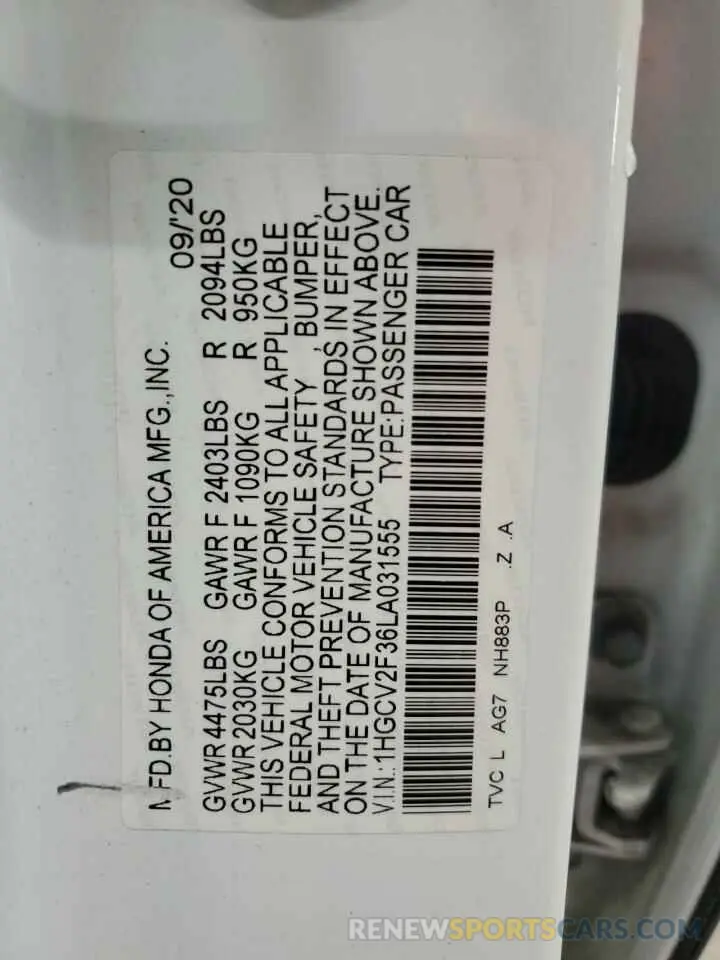 MFD.BY HONDA OF AMERICA MFG.,INC. 09/'20
GVWR 4475LBS GAWR F 2403LBS R 2094LBS
GVWR 2030KG GAWR F 1090KG R 950KG
THIS VEHICLE CONFORMS TO ALL APPLICABLE
FEDERAL MOTOR VEHICLE SAFETY, BUMPER,
AND THEFT PREVENTION STANDARDS IN EFFECT
ON THE DATE OF MANUFACTURE SHOWN ABOVE.
V.I.N.:1HGCV2F36LA031555 TYPE:PASSENGER CAR
TVC L AG7 NH883P .Z .A
RENEWSPORTSCARS.COM